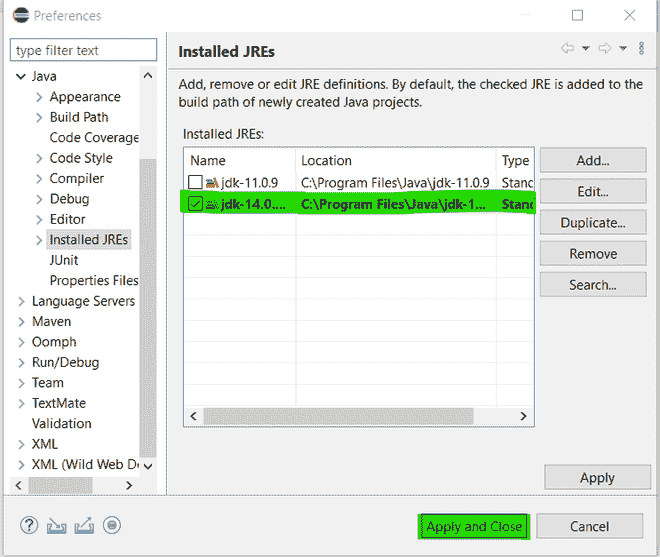 Preferences
type filter text
Java
Appearance
Build Path
Code Coverage
Code Style
Compiler
Debug
Editor
Installed JREs
JUnit
Properties Files
Language Servers
Maven
Oomph
Run/Debug
Team
TextMate
Validation
XML
XML (Wild Web De
Installed JREs
Add, remove or edit JRE definitions. By default, the checked JRE is added to the
build path of newly created Java projects.
Installed JREs:
Name Location Type
jdk-11.0.9 C:\Program Files\Java\jdk-11.0.9 Stand
jdk-14.0.... C:\Program Files\Java\jdk-1... Stand
Add...
Edit...
Duplicate...
Remove
Search...
Apply
Apply and Close
Cancel